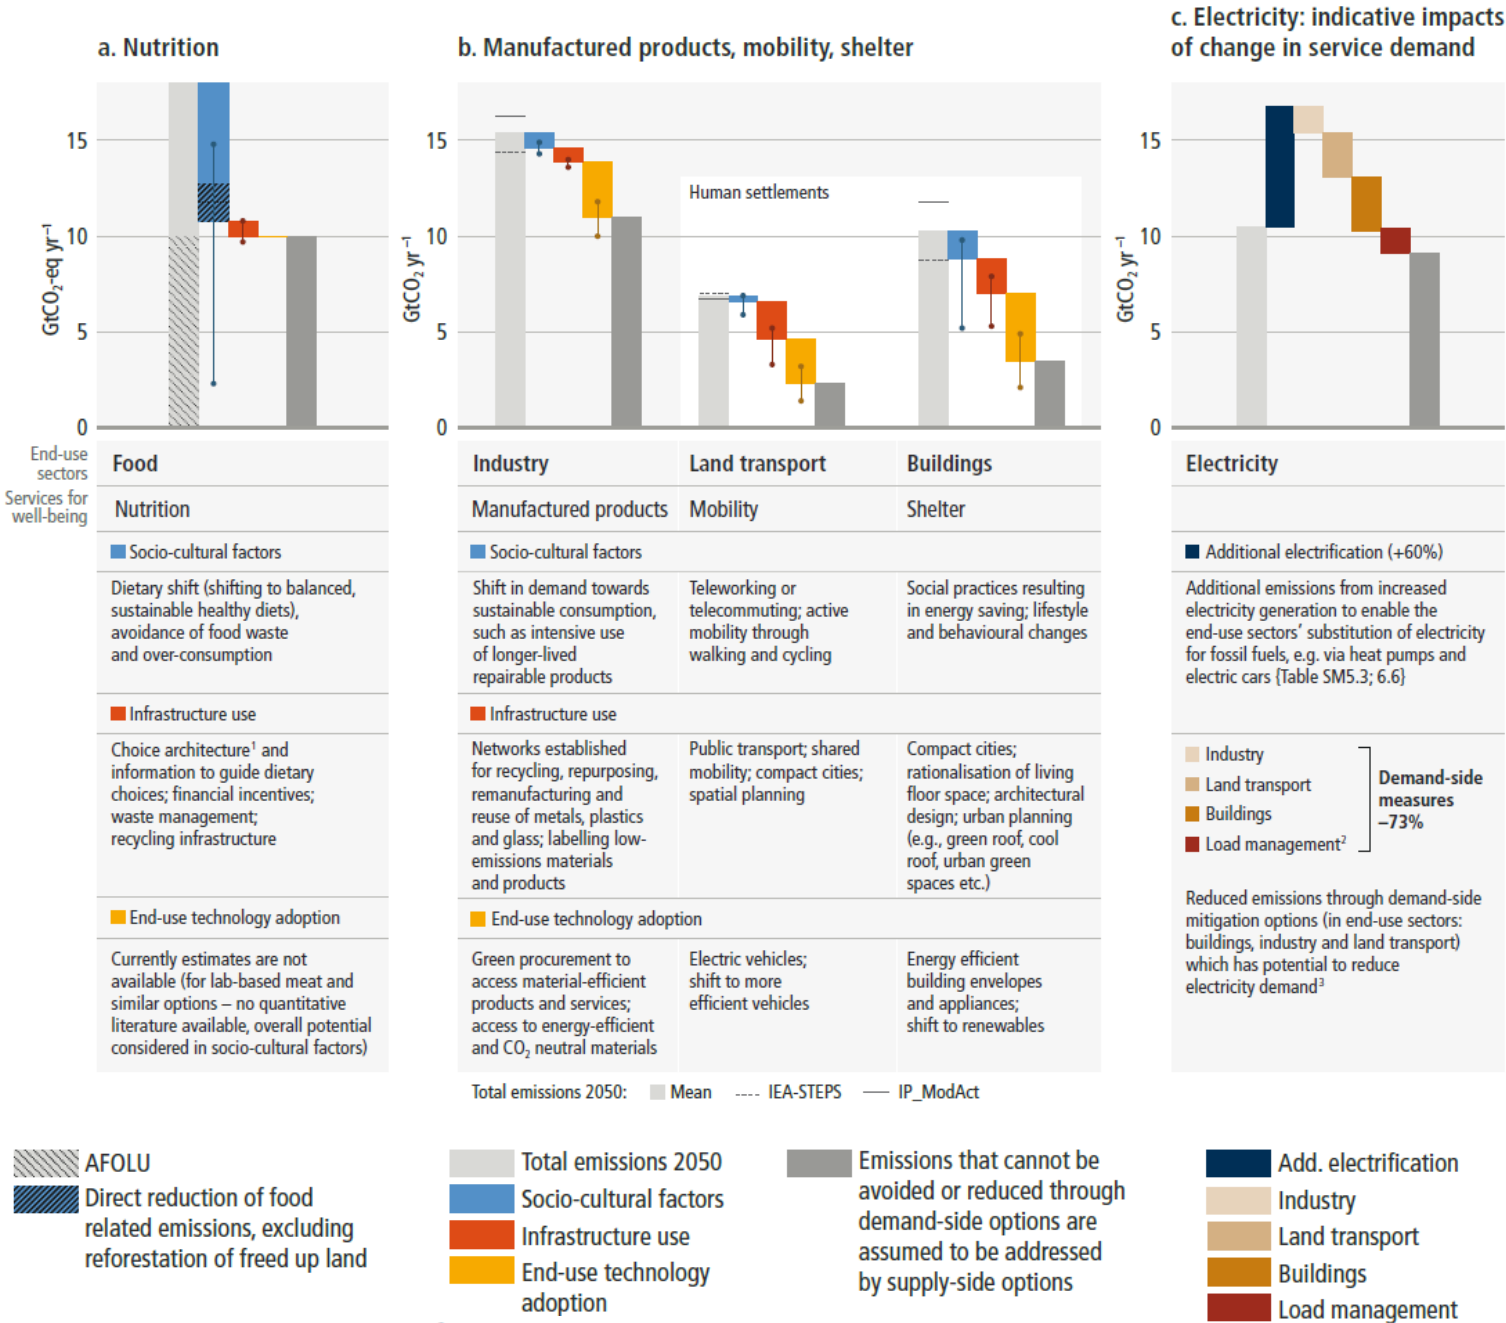 a. Nutrition
b. Manufactured products, mobility, shelter
c. Electricity: indicative impacts
of change in service demand
GtCO₂-eq yr⁻¹
15
10
5
0
GtCO₂ yr⁻¹
15
10
5
0
Human settlements
GtCO₂ yr⁻¹
15
10
5
0
End-use
sectors
Food
Industry
Land transport
Buildings
Electricity
Services for
well-being
Nutrition
Manufactured products
Mobility
Shelter
Socio-cultural factors
Dietary shift (shifting to balanced,
sustainable healthy diets),
avoidance of food waste
and over-consumption
Infrastructure use
Choice architecture¹ and
information to guide dietary
choices; financial incentives;
waste management;
recycling infrastructure
End-use technology adoption
Currently estimates are not
available (for lab-based meat and
similar options – no quantitative
literature available, overall potential
considered in socio-cultural factors)
Socio-cultural factors
Shift in demand towards
sustainable consumption,
such as intensive use
of longer-lived
repairable products
Teleworking or
telecommuting; active
mobility through
walking and cycling
Social practices resulting
in energy saving; lifestyle
and behavioural changes
Infrastructure use
Networks established
for recycling, repurposing,
remanufacturing and
reuse of metals, plastics
and glass; labelling low-
emissions materials
and products
Public transport; shared
mobility; compact cities;
spatial planning
Compact cities;
rationalisation of living
floor space; architectural
design; urban planning
(e.g., green roof, cool
roof, urban green
spaces etc.)
End-use technology adoption
Green procurement to
access material-efficient
products and services;
access to energy-efficient
and CO₂ neutral materials
Electric vehicles;
shift to more
efficient vehicles
Energy efficient
building envelopes
and appliances;
shift to renewables
Additional electrification (+60%)
Additional emissions from increased
electricity generation to enable the
end-use sectors' substitution of electricity
for fossil fuels, e.g. via heat pumps and
electric cars {Table SM5.3; 6.6}
Industry
Land transport
Buildings
Load management²
Demand-side
measures
–73%
Reduced emissions through demand-side
mitigation options (in end-use sectors:
buildings, industry and land transport)
which has potential to reduce
electricity demand³
Total emissions 2050: Mean IEA-STEPS IP_ModAct
AFOLU
Direct reduction of food
related emissions, excluding
reforestation of freed up land
Total emissions 2050
Socio-cultural factors
Infrastructure use
End-use technology
adoption
Emissions that cannot be
avoided or reduced through
demand-side options are
assumed to be addressed
by supply-side options
Add. electrification
Industry
Land transport
Buildings
Load management